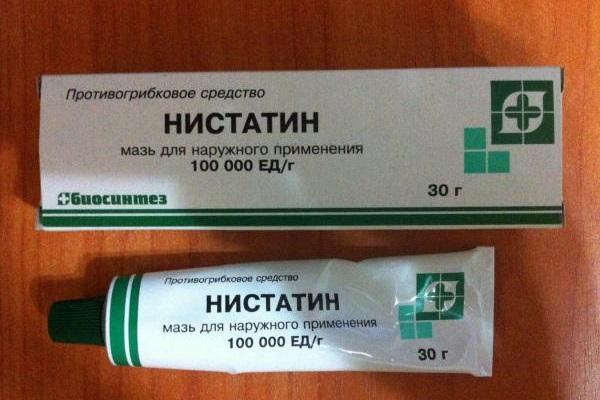 Противогрибковое средство
НИСТАТИН
мазь для наружного применения
100 000 ЕД/г
биосинтез
30 г
Противогрибковое средство
НИСТАТИН
мазь для наружного применения
100 000 ЕД/г
30 г